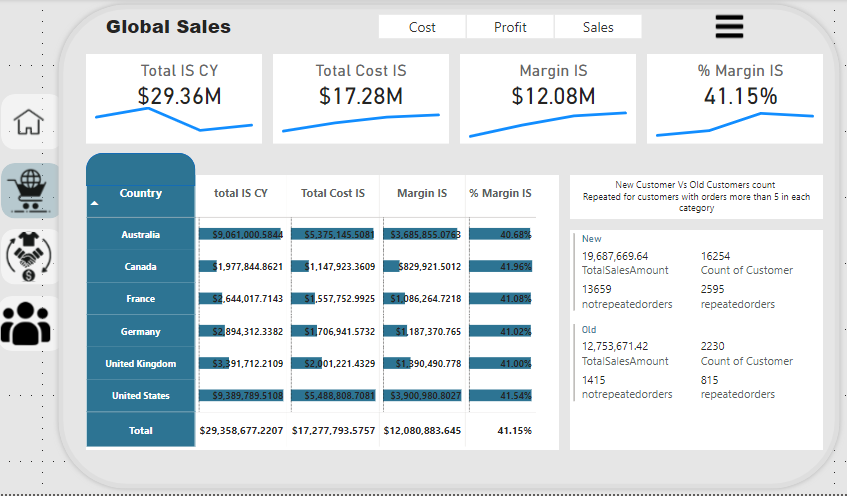 Global Sales
Cost Profit Sales
Total IS CY
$29.36M
Total Cost IS
$17.28M
Margin IS
$12.08M
% Margin IS
41.15%
Country total IS CY Total Cost IS Margin IS % Margin IS
Australia $9,061,000.5844 $5,375,145.5081 $3,685,855.0763 40.68%
Canada $1,977,844.8621 $1,147,923.3609 $829,921.5012 41.96%
France $2,644,017.7143 $1,557,752.9925 $1,086,264.7218 41.08%
Germany $2,894,312.3382 $1,706,941.5732 $1,187,370.765 41.02%
United Kingdom $3,391,712.2109 $2,001,221.4329 $1,390,490.778 41.00%
United States $9,389,789.5108 $5,488,808.7081 $3,900,980.8027 41.54%
Total $29,358,677.2207 $17,277,793.5757 $12,080,883.645 41.15%
New Customer Vs Old Customers count
Repeated for customers with orders more than 5 in each
category
New
19,687,669.64 16254
TotalSalesAmount Count of Customer
13659 2595
notrepeatedorders repeatedorders
Old
12,753,671.42 2230
TotalSalesAmount Count of Customer
1415 815
notrepeatedorders repeatedorders